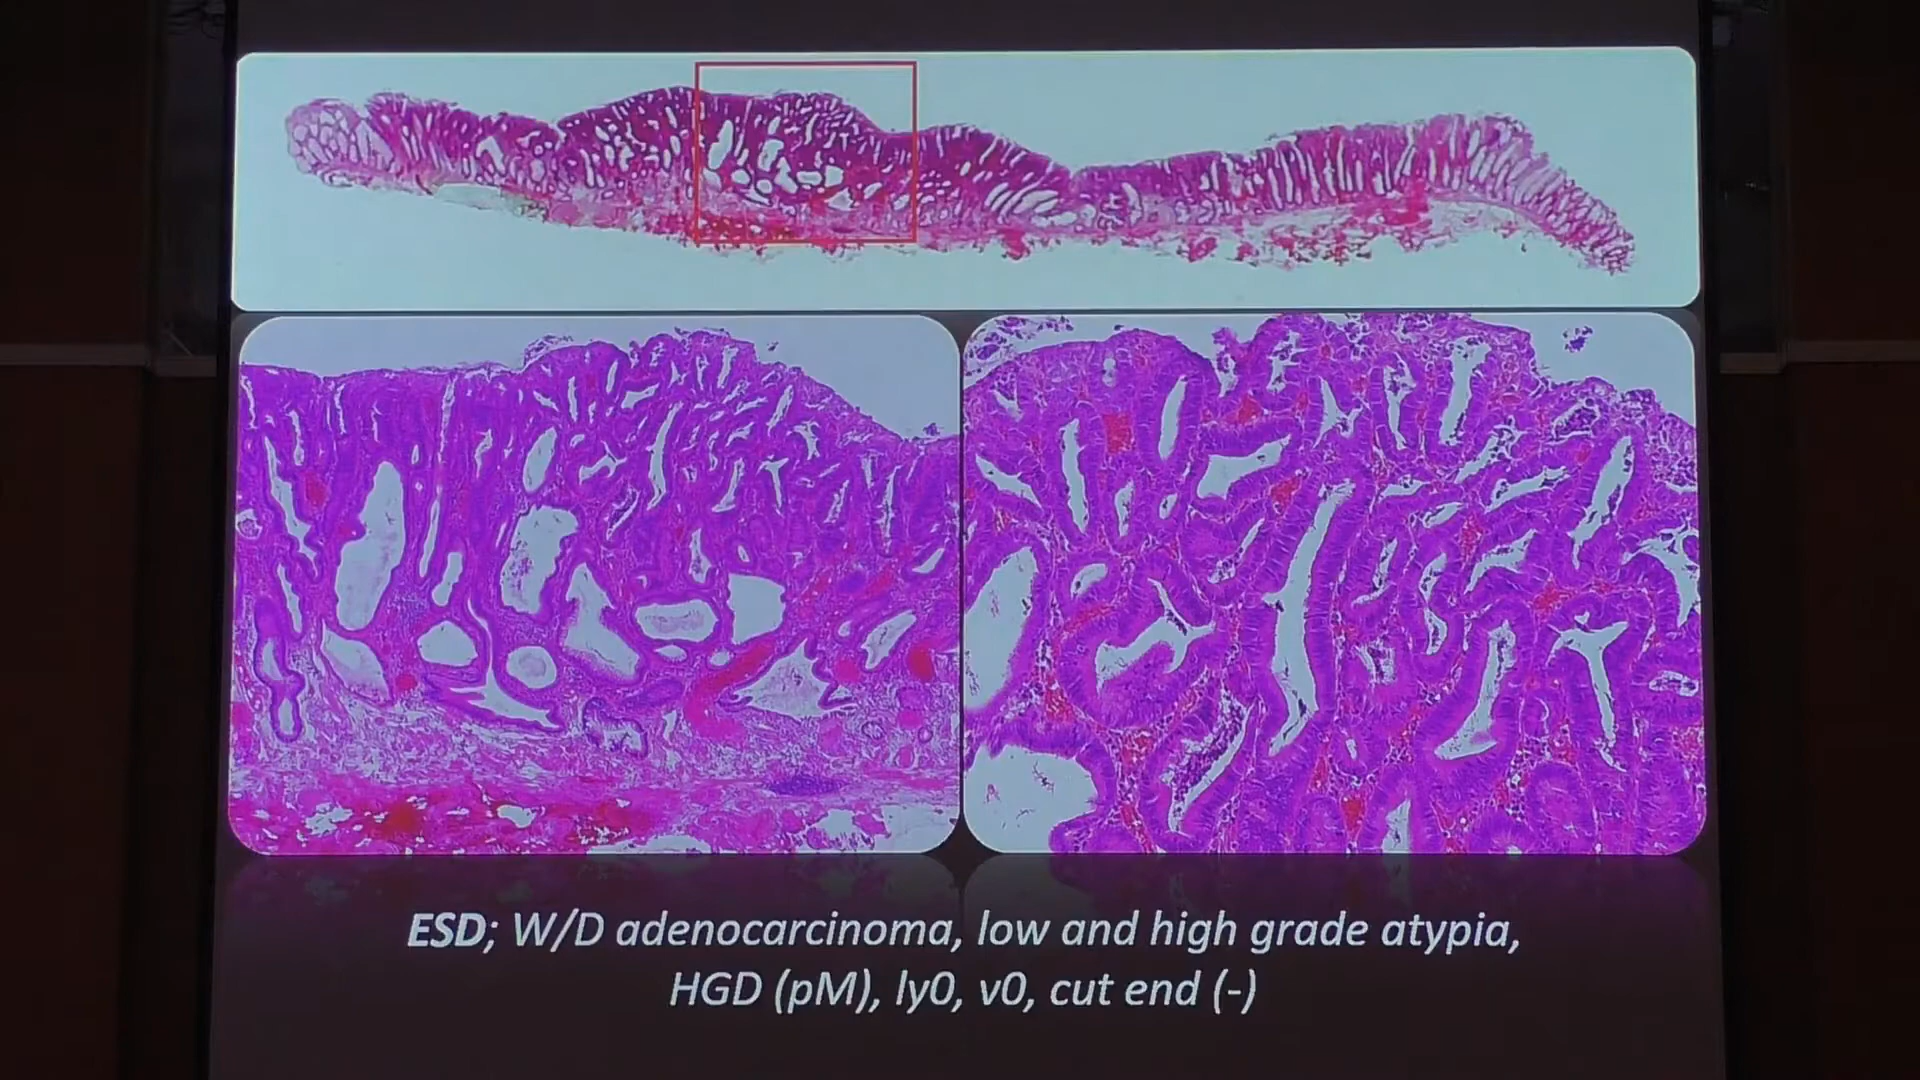 ESD; W/D adenocarcinoma, low and high grade atypia,
HGD (pM), ly0, v0, cut end (-)